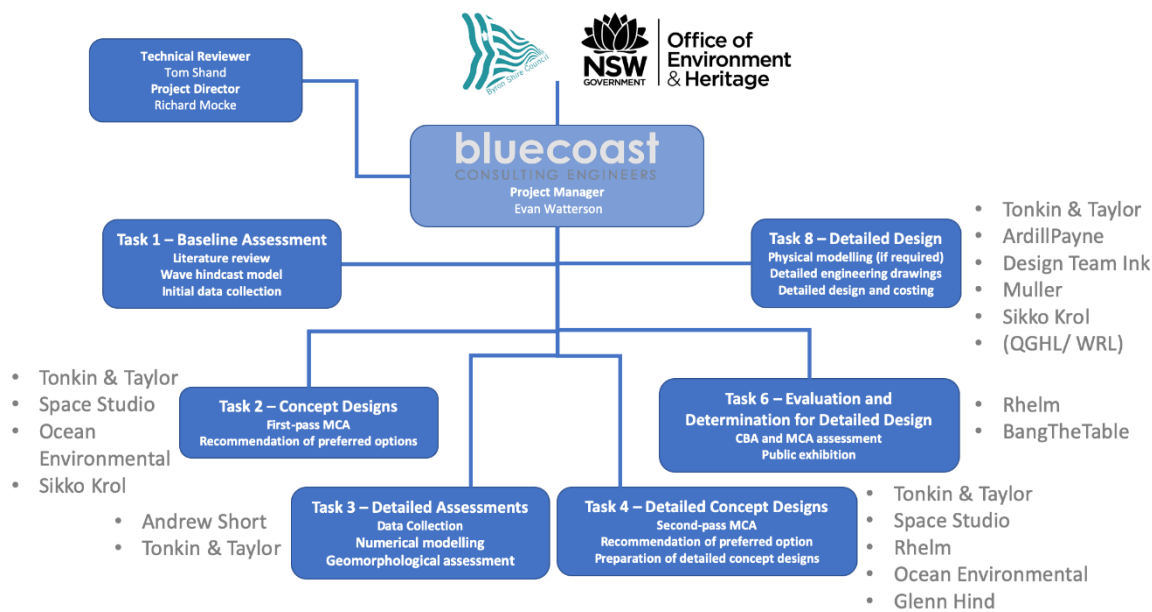 Byron Shire Council
NSW
GOVERNMENT
Office of
Environment
& Heritage
Technical Reviewer
Tom Shand
Project Director
Richard Mocke
bluecoast
CONSULTING ENGINEERS
Project Manager
Evan Watterson
Task 1 – Baseline Assessment
Literature review
Wave hindcast model
Initial data collection
Task 8 – Detailed Design
Physical modelling (if required)
Detailed engineering drawings
Detailed design and costing
• Tonkin & Taylor
• ArdillPayne
• Design Team Ink
• Muller
• Sikko Krol
• (QGHL/ WRL)
• Tonkin & Taylor
• Space Studio
• Ocean
Environmental
• Sikko Krol
Task 2 – Concept Designs
First-pass MCA
Recommendation of preferred options
Task 6 – Evaluation and
Determination for Detailed Design
CBA and MCA assessment
Public exhibition
• Rhelm
• BangTheTable
• Andrew Short
• Tonkin & Taylor
Task 3 – Detailed Assessments
Data Collection
Numerical modelling
Geomorphological assessment
Task 4 – Detailed Concept Designs
Second-pass MCA
Recommendation of preferred option
Preparation of detailed concept designs
• Tonkin & Taylor
• Space Studio
• Rhelm
• Ocean Environmental
• Glenn Hind